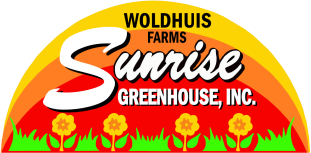 WOLDHUIS
FARMS
Sunrise
GREENHOUSE, INC.